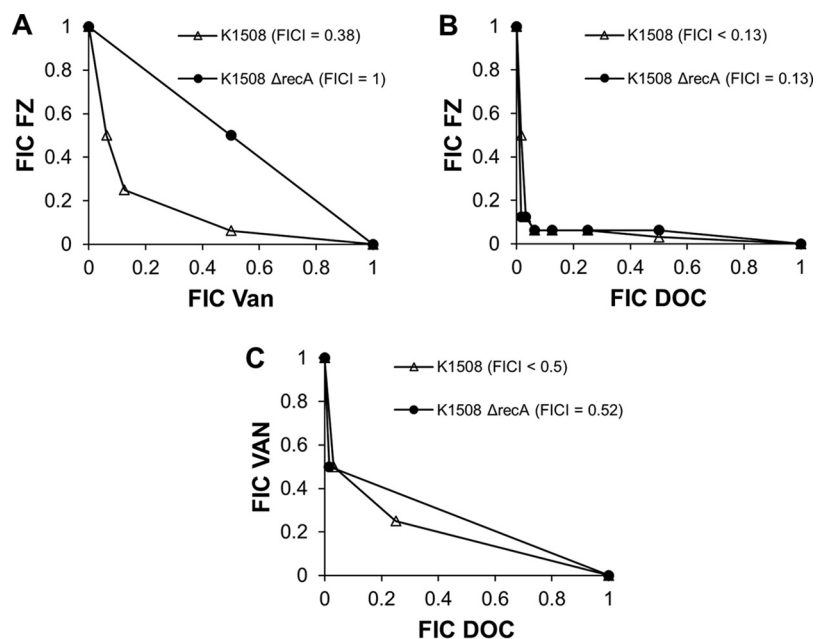 A
1
0.8
0.6
0.4
0.2
0
FIC FZ
0 0.2 0.4 0.6 0.8 1
FIC Van
K1508 (FICI = 0.38)
K1508 ΔrecA (FICI = 1)
B
1
0.8
0.6
0.4
0.2
0
FIC FZ
0 0.2 0.4 0.6 0.8 1
FIC DOC
K1508 (FICI < 0.13)
K1508 ΔrecA (FICI = 0.13)
C
1
0.8
0.6
0.4
0.2
0
FIC VAN
0 0.2 0.4 0.6 0.8 1
FIC DOC
K1508 (FICI < 0.5)
K1508 ΔrecA (FICI = 0.52)